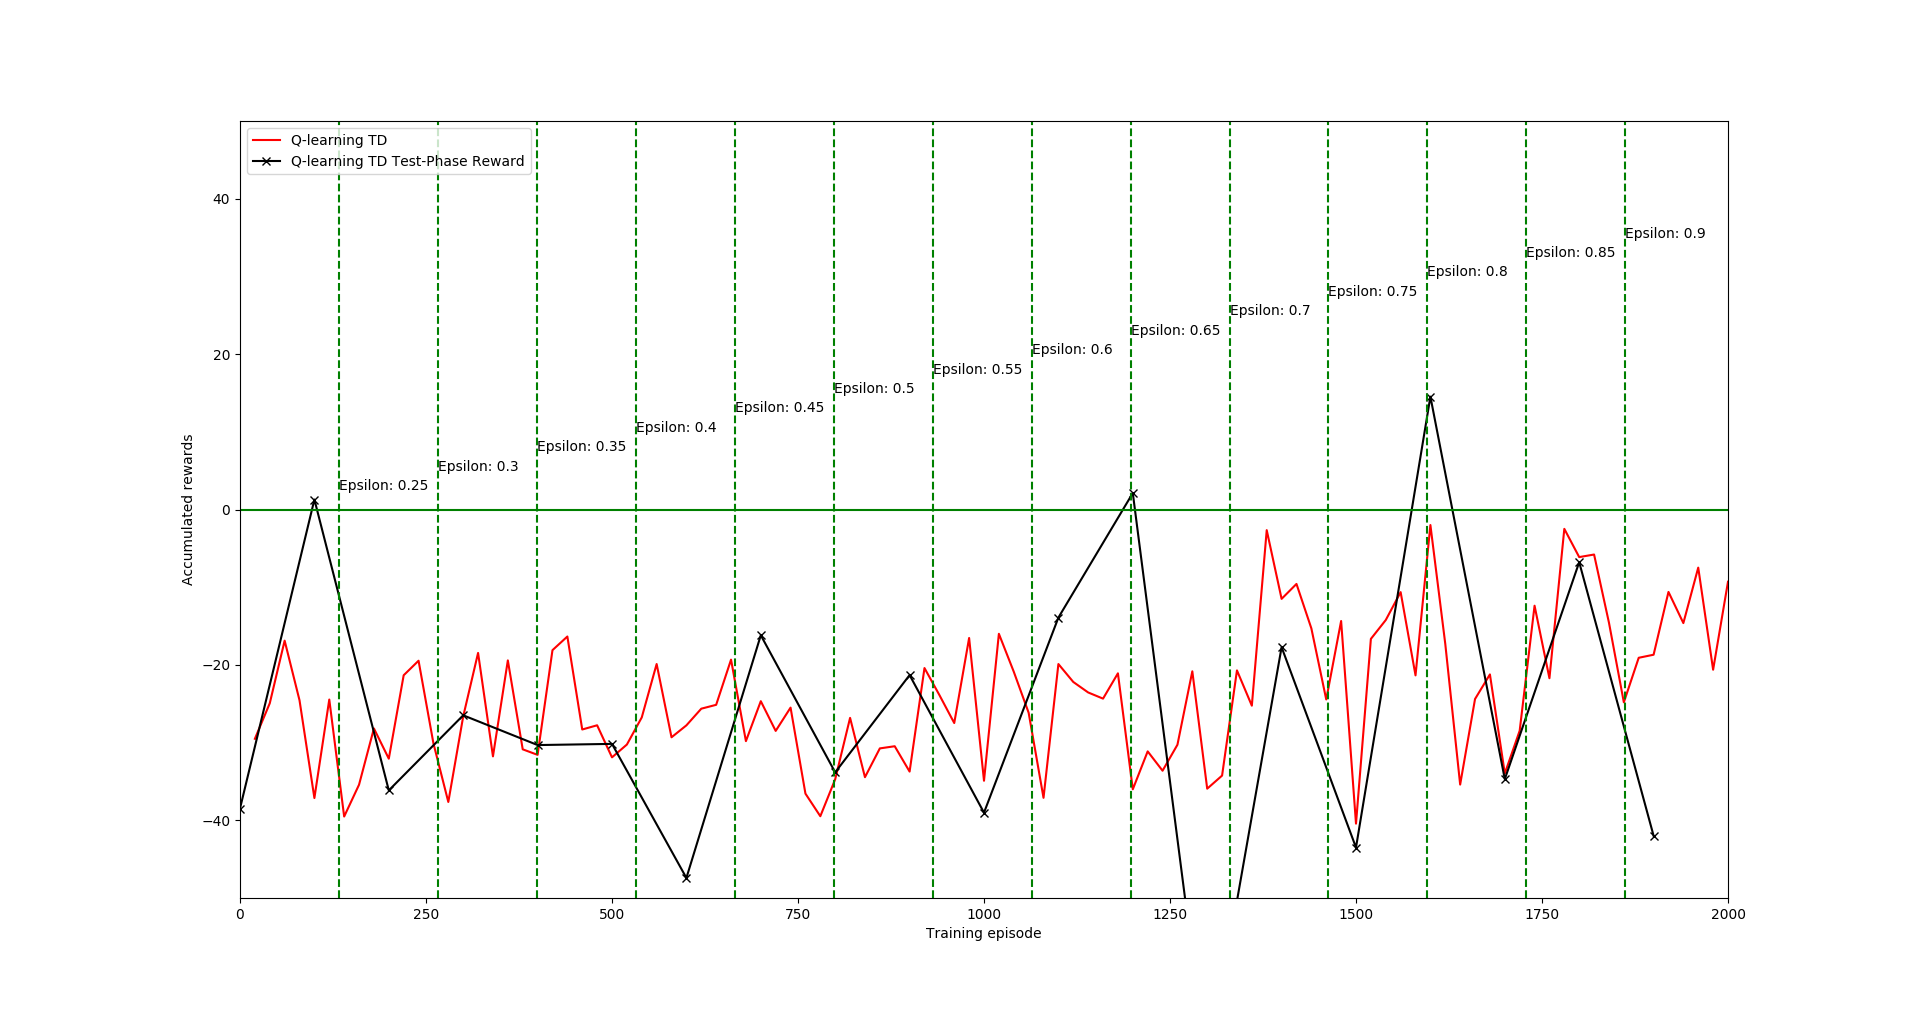 Q-learning TD
Q-learning TD Test-Phase Reward
40
20
0
−20
−40
Accumulated rewards
Epsilon: 0.25
Epsilon: 0.3
Epsilon: 0.35
Epsilon: 0.4
Epsilon: 0.45
Epsilon: 0.5
Epsilon: 0.55
Epsilon: 0.6
Epsilon: 0.65
Epsilon: 0.7
Epsilon: 0.75
Epsilon: 0.8
Epsilon: 0.85
Epsilon: 0.9
0 250 500 750 1000 1250 1500 1750 2000
Training episode